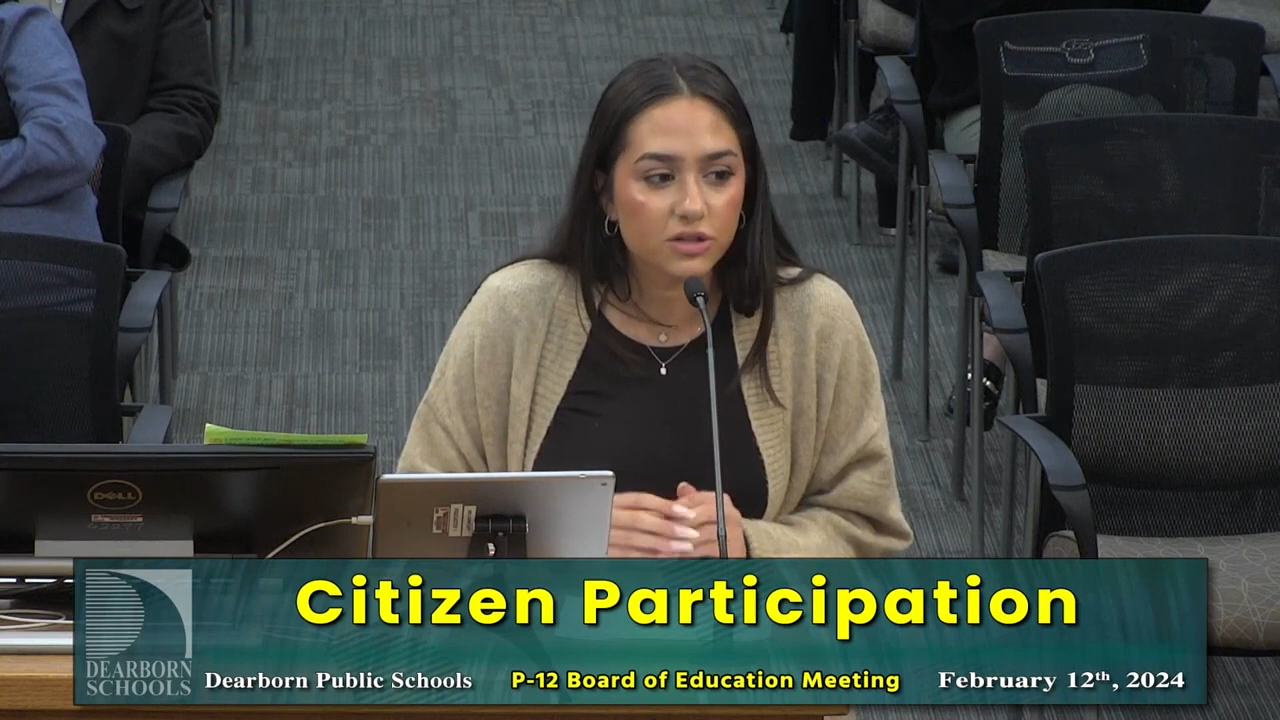 DELL
Citizen Participation
DEARBORN
SCHOOLS
Dearborn Public Schools
P-12 Board of Education Meeting
February 12th, 2024